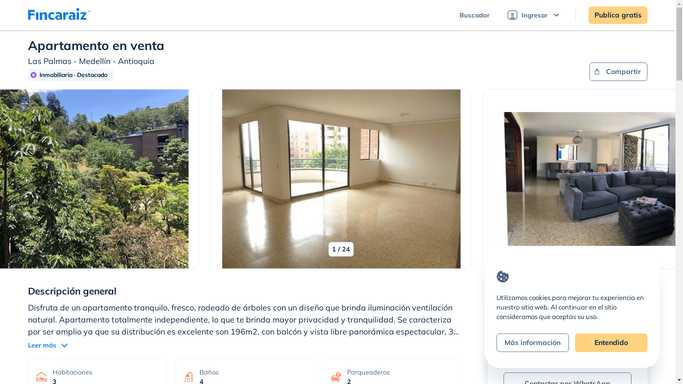 Fincaraiz
Buscador
Ingresar
Publica gratis
Apartamento en venta
Las Palmas - Medellín - Antioquia
Inmobiliaria · Destacado
Compartir
1 / 24
Descripción general
Disfruta de un apartamento tranquilo, fresco, rodeado de árboles con un diseño que brinda iluminación ventilación
natural. Apartamento totalmente independiente, lo que te brinda mayor privacidad y tranquilidad. Se caracteriza
por ser amplio ya que su distribución es excelente son 196m2, con balcón y vista libre panorámica espectacular, 3...
Leer más
Habitaciones
3
Baños
4
Parqueaderos
2
Utilizamos cookies para mejorar tu experiencia en
nuestro sitio web. Al continuar en el sitio
consideramos que aceptas su uso.
Más información
Entendido
Contactar por WhatsApp